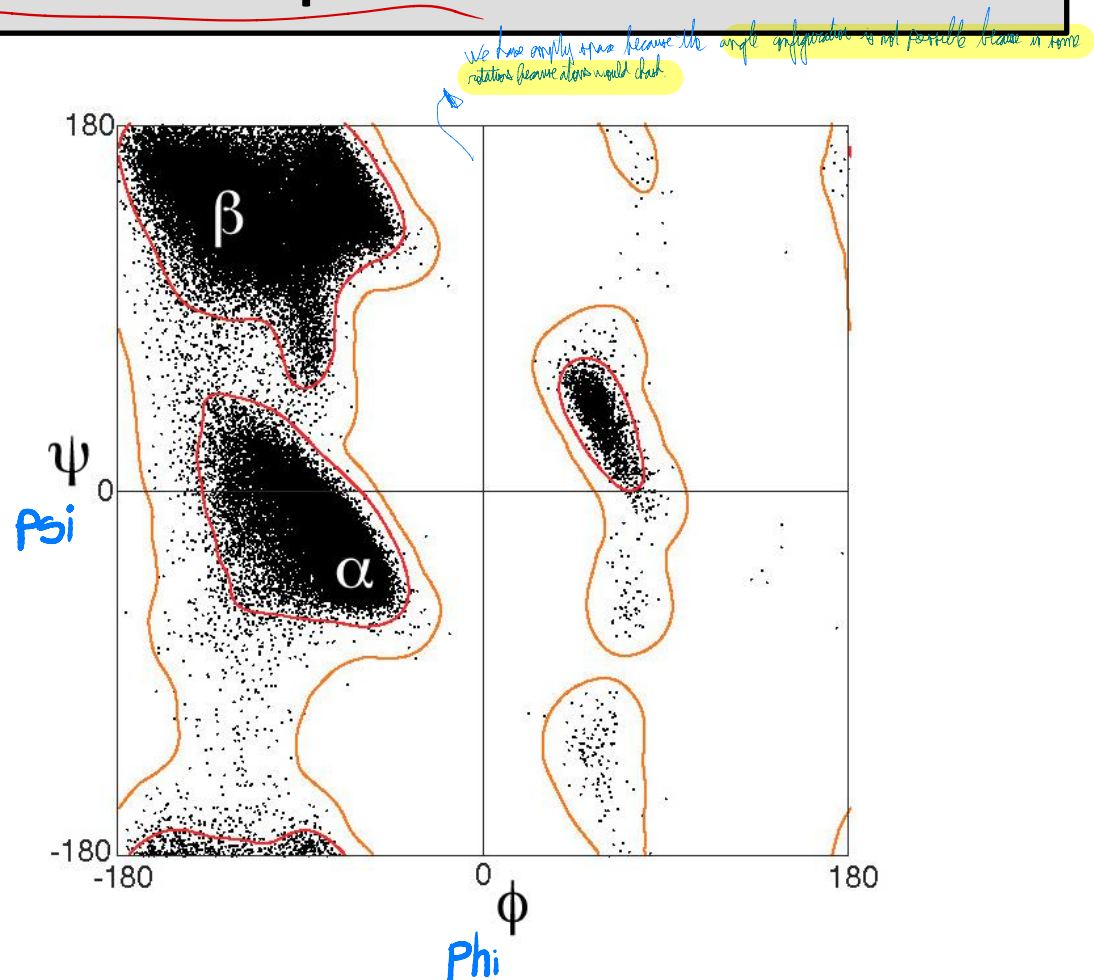 We have empty space because the angle configuration is not possible because in some
rotations because atoms would clash.
180
β
ψ
0
Psi
α
-180
-180
0
180
ϕ
Phi